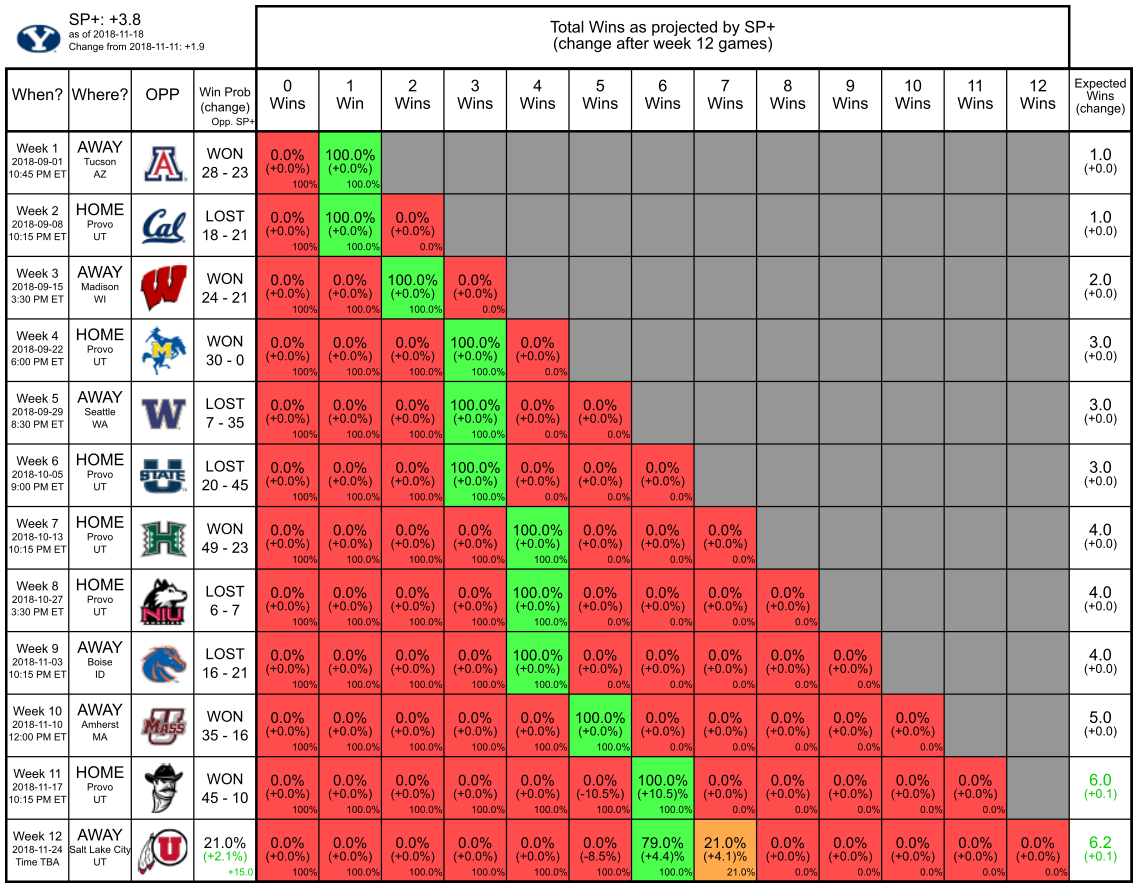 SP+: +3.8
as of 2018-11-18
Change from 2018-11-11: +1.9
Total Wins as projected by SP+
(change after week 12 games)
When? Where? OPP Win Prob (change) Opp. SP+ 0 Wins 1 Win 2 Wins 3 Wins 4 Wins 5 Wins 6 Wins 7 Wins 8 Wins 9 Wins 10 Wins 11 Wins 12 Wins Expected Wins (change)
Week 1 AWAY WON 0.0% 100.0% 1.0
2018-09-01 Tucson A (+0.0%) (+0.0%) (+0.0)
10:45 PM ET AZ 28 - 23 100% 100.0%
Week 2 HOME LOST 0.0% 100.0% 0.0% 1.0
2018-09-08 Provo Cal (+0.0%) (+0.0%) (+0.0%) (+0.0)
10:15 PM ET UT 18 - 21 100% 100.0% 0.0%
Week 3 AWAY WON 0.0% 0.0% 100.0% 0.0% 2.0
2018-09-15 Madison W (+0.0%) (+0.0%) (+0.0%) (+0.0%) (+0.0)
3:30 PM ET WI 24 - 21 100% 100.0% 100.0% 0.0%
Week 4 HOME WON 0.0% 0.0% 0.0% 100.0% 0.0% 3.0
2018-09-22 Provo M (+0.0%) (+0.0%) (+0.0%) (+0.0%) (+0.0%) (+0.0)
6:00 PM ET UT 30 - 0 100% 100.0% 100.0% 100.0% 0.0%
Week 5 AWAY LOST 0.0% 0.0% 0.0% 100.0% 0.0% 0.0% 3.0
2018-09-29 Seattle W (+0.0%) (+0.0%) (+0.0%) (+0.0%) (+0.0%) (+0.0%) (+0.0)
8:30 PM ET WA 7 - 35 100% 100.0% 100.0% 100.0% 0.0% 0.0%
Week 6 HOME LOST 0.0% 0.0% 0.0% 100.0% 0.0% 0.0% 0.0% 3.0
2018-10-05 Provo U STATE (+0.0%) (+0.0%) (+0.0%) (+0.0%) (+0.0%) (+0.0%) (+0.0%) (+0.0)
9:00 PM ET UT 20 - 45 100% 100.0% 100.0% 100.0% 0.0% 0.0% 0.0%
Week 7 HOME WON 0.0% 0.0% 0.0% 0.0% 100.0% 0.0% 0.0% 0.0% 4.0
2018-10-13 Provo H (+0.0%) (+0.0%) (+0.0%) (+0.0%) (+0.0%) (+0.0%) (+0.0%) (+0.0%) (+0.0)
10:15 PM ET UT 49 - 23 100% 100.0% 100.0% 100.0% 100.0% 0.0% 0.0% 0.0%
Week 8 HOME LOST 0.0% 0.0% 0.0% 0.0% 100.0% 0.0% 0.0% 0.0% 0.0% 4.0
2018-10-27 Provo NIU (+0.0%) (+0.0%) (+0.0%) (+0.0%) (+0.0%) (+0.0%) (+0.0%) (+0.0%) (+0.0%) (+0.0)
3:30 PM ET UT 6 - 7 100% 100.0% 100.0% 100.0% 100.0% 0.0% 0.0% 0.0% 0.0%
Week 9 AWAY LOST 0.0% 0.0% 0.0% 0.0% 100.0% 0.0% 0.0% 0.0% 0.0% 0.0% 4.0
2018-11-03 Boise (+0.0%) (+0.0%) (+0.0%) (+0.0%) (+0.0%) (+0.0%) (+0.0%) (+0.0%) (+0.0%) (+0.0%) (+0.0)
10:15 PM ET ID 16 - 21 100% 100.0% 100.0% 100.0% 100.0% 0.0% 0.0% 0.0% 0.0% 0.0%
Week 10 AWAY WON 0.0% 0.0% 0.0% 0.0% 0.0% 100.0% 0.0% 0.0% 0.0% 0.0% 0.0% 5.0
2018-11-10 Amherst U MASS (+0.0%) (+0.0%) (+0.0%) (+0.0%) (+0.0%) (+0.0%) (+0.0%) (+0.0%) (+0.0%) (+0.0%) (+0.0%) (+0.0)
12:00 PM ET MA 35 - 16 100% 100.0% 100.0% 100.0% 100.0% 100.0% 0.0% 0.0% 0.0% 0.0% 0.0%
Week 11 HOME WON 0.0% 0.0% 0.0% 0.0% 0.0% 0.0% 100.0% 0.0% 0.0% 0.0% 0.0% 0.0% 6.0
2018-11-17 Provo (+0.0%) (+0.0%) (+0.0%) (+0.0%) (+0.0%) (-10.5%) (+10.5)% (+0.0%) (+0.0%) (+0.0%) (+0.0%) (+0.0%) (+0.1)
10:15 PM ET UT 45 - 10 100% 100.0% 100.0% 100.0% 100.0% 100.0% 100.0% 0.0% 0.0% 0.0% 0.0% 0.0%
Week 12 AWAY 21.0% 0.0% 0.0% 0.0% 0.0% 0.0% 0.0% 79.0% 21.0% 0.0% 0.0% 0.0% 0.0% 0.0% 6.2
2018-11-24 Salt Lake City U (+2.1%) (+0.0%) (+0.0%) (+0.0%) (+0.0%) (+0.0%) (-8.5%) (+4.4)% (+4.1)% (+0.0%) (+0.0%) (+0.0%) (+0.0%) (+0.0%) (+0.1)
Time TBA UT +15.0 100% 100.0% 100.0% 100.0% 100.0% 100.0% 100.0% 21.0% 0.0% 0.0% 0.0% 0.0% 0.0%